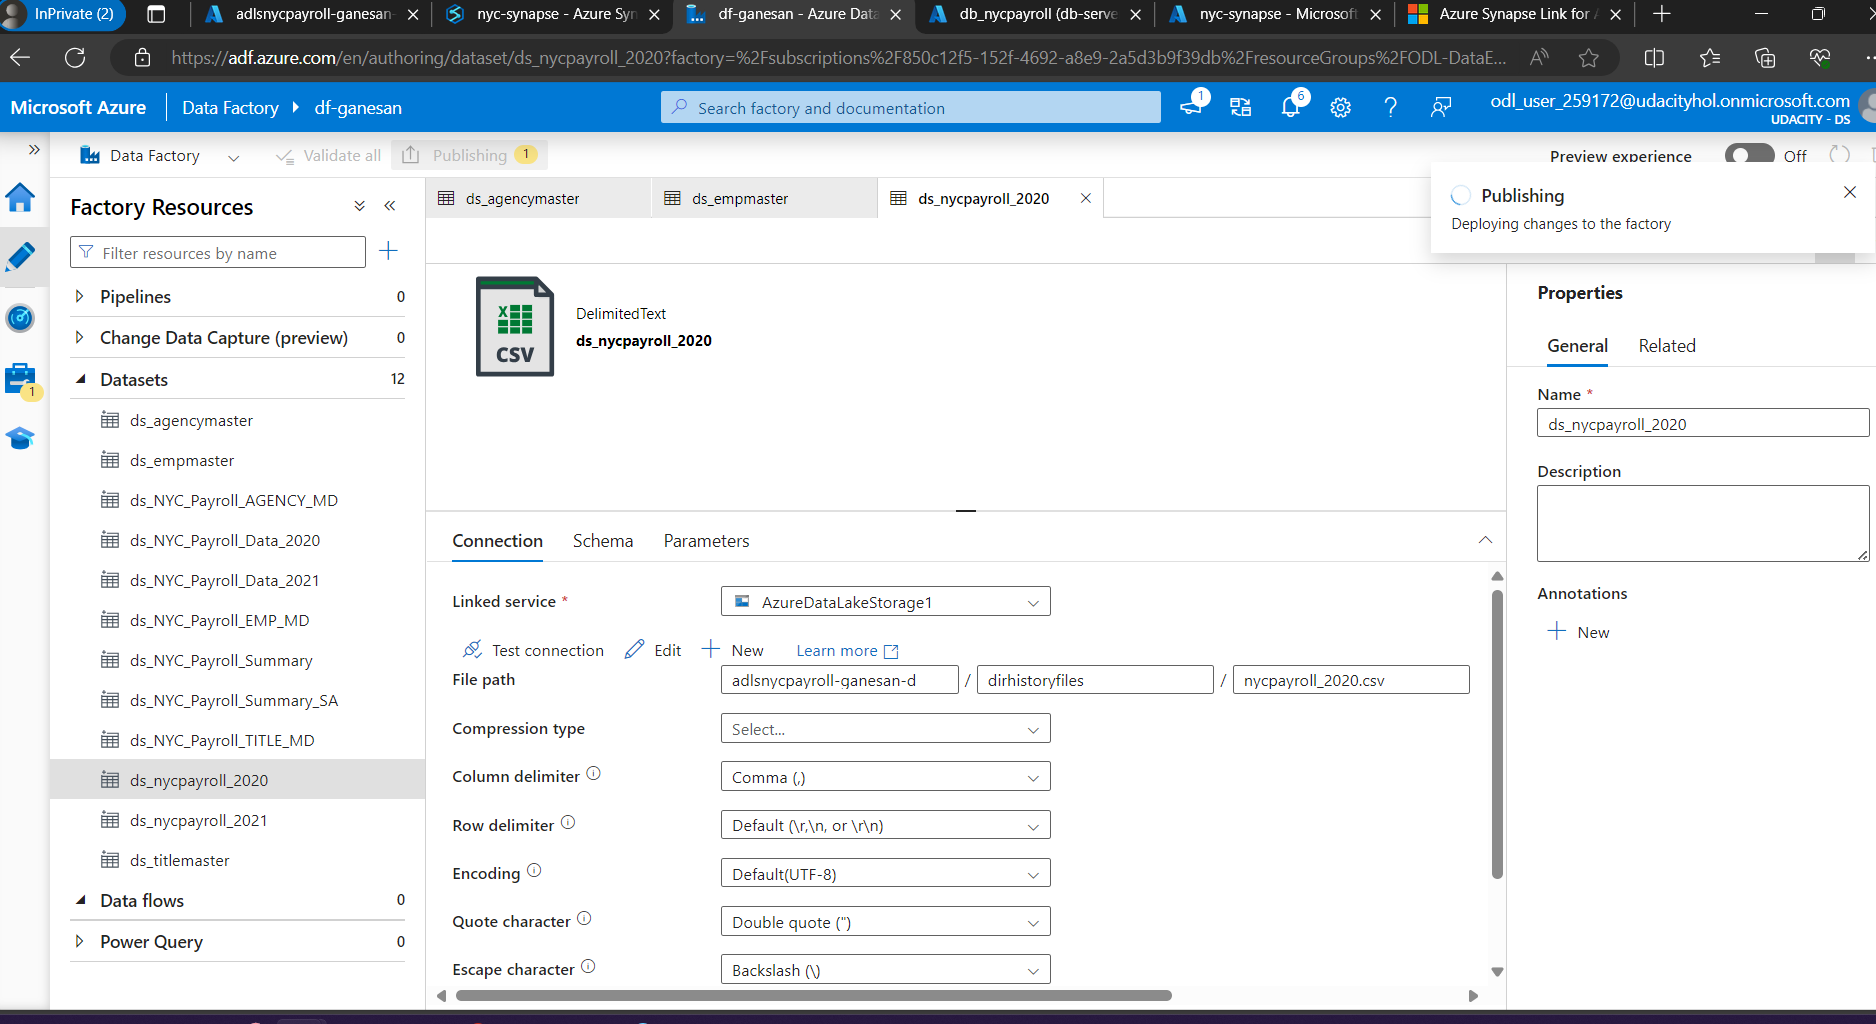 InPrivate (2)
adlsnycpayroll-ganesan-
nyc-synapse - Azure Syn
df-ganesan - Azure Data
db_nycpayroll (db-serve
nyc-synapse - Microsoft
Azure Synapse Link for
https://adf.azure.com/en/authoring/dataset/ds_nycpayroll_2020?factory=%2Fsubscriptions%2F850c12f5-152f-4692-a8e9-2a5d3b9f39db%2FresourceGroups%2FODL-DataE...
Microsoft Azure
Data Factory
df-ganesan
Search factory and documentation
1
6
odl_user_259172@udacityhol.onmicrosoft.com
UDACITY - DS
Data Factory
Validate all
Publishing 1
Preview experience
Off
Publishing
Deploying changes to the factory
1
Factory Resources
Filter resources by name
Pipelines 0
Change Data Capture (preview) 0
Datasets 12
ds_agencymaster
ds_empmaster
ds_NYC_Payroll_AGENCY_MD
ds_NYC_Payroll_Data_2020
ds_NYC_Payroll_Data_2021
ds_NYC_Payroll_EMP_MD
ds_NYC_Payroll_Summary
ds_NYC_Payroll_Summary_SA
ds_NYC_Payroll_TITLE_MD
ds_nycpayroll_2020
ds_nycpayroll_2021
ds_titlemaster
Data flows 0
Power Query 0
ds_agencymaster
ds_empmaster
ds_nycpayroll_2020
CSV
DelimitedText
ds_nycpayroll_2020
Connection
Schema
Parameters
Linked service *
AzureDataLakeStorage1
Test connection
Edit
New
Learn more
File path
adlsnycpayroll-ganesan-d / dirhistoryfiles / nycpayroll_2020.csv
Compression type
Select...
Column delimiter
Comma (,)
Row delimiter
Default (\r,\n, or \r\n)
Encoding
Default(UTF-8)
Quote character
Double quote (")
Escape character
Backslash (\)
Properties
General
Related
Name *
ds_nycpayroll_2020
Description
Annotations
New